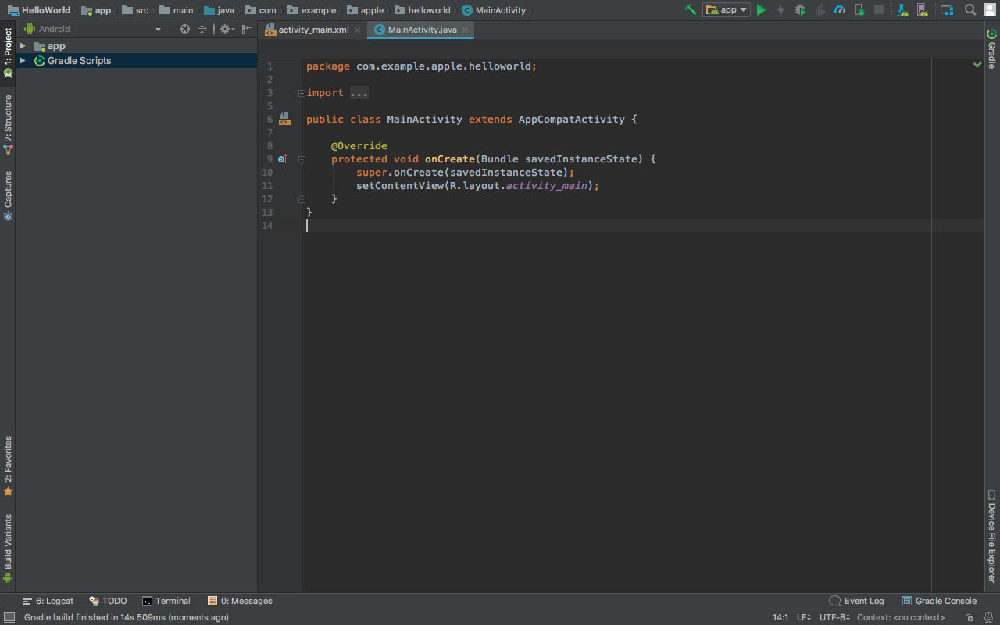 HelloWorld app src main java com example apple helloworld MainActivity app
Android
activity_main.xml MainActivity.java
app
Gradle Scripts
1: Project
Z: Structure
Captures
2: Favorites
Build Variants
1 package com.example.apple.helloworld;
2
3 import ...
5
6 public class MainActivity extends AppCompatActivity {
7
8 @Override
9 protected void onCreate(Bundle savedInstanceState) {
10 super.onCreate(savedInstanceState);
11 setContentView(R.layout.activity_main);
12 }
13 }
14
Gradle
Device File Explorer
6: Logcat TODO Terminal 0: Messages Event Log Gradle Console
Gradle build finished in 14s 509ms (moments ago) 14:1 LF UTF-8 Context: <no context>